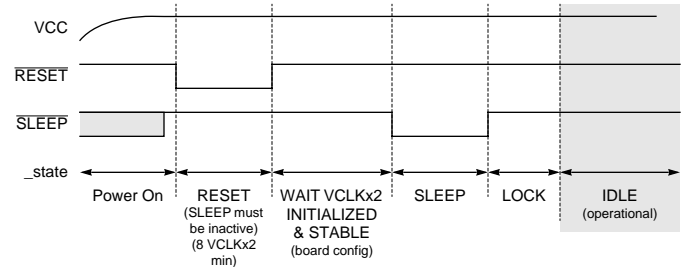 VCC
RESET
SLEEP
_state
Power On
RESET
(SLEEP must
be inactive)
(8 VCLKx2
min)
WAIT VCLKx2
INITIALIZED
& STABLE
(board config)
SLEEP
LOCK
IDLE
(operational)